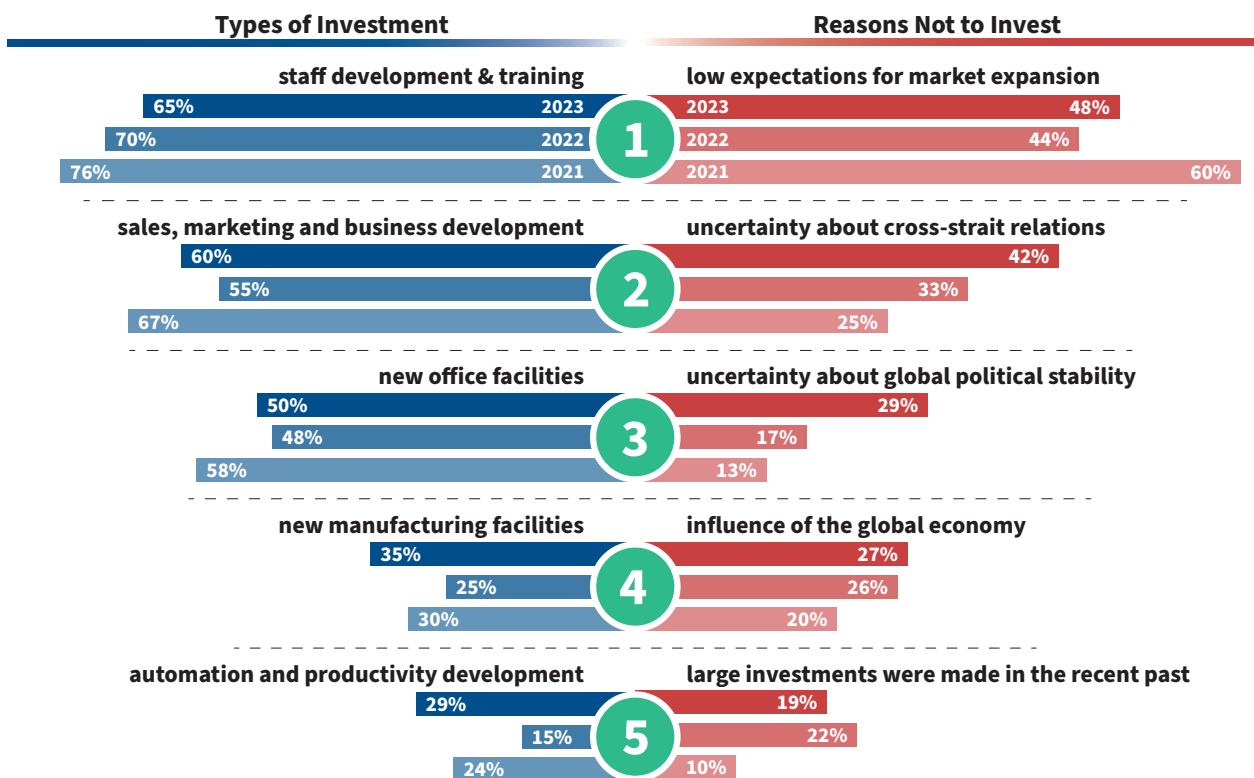 Types of Investment
Reasons Not to Invest
staff development & training
low expectations for market expansion
65% 2023
1
2023 48%
70% 2022
2022 44%
76% 2021
2021 60%
sales, marketing and business development
uncertainty about cross-strait relations
60%
42%
55%
2
33%
67%
25%
new office facilities
uncertainty about global political stability
50%
29%
48%
3
17%
58%
13%
new manufacturing facilities
influence of the global economy
35%
27%
25%
4
26%
30%
20%
automation and productivity development
large investments were made in the recent past
29%
19%
15%
5
22%
24%
10%